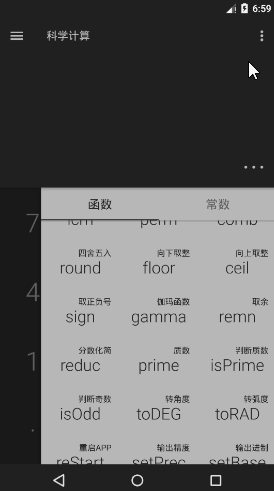 6:59
科学计算
函数 常数
7
lcm perm comb
四舍五入 向下取整 向上取整
round floor ceil
4
取正负号 伽玛函数 取余
sign gamma remn
分数化简 质数 判断质数
1
reduc prime isPrime
判断奇数 转角度 转弧度
isOdd toDEG toRAD
.
重启APP 输出精度 输出进制
reStart setPrec setBase